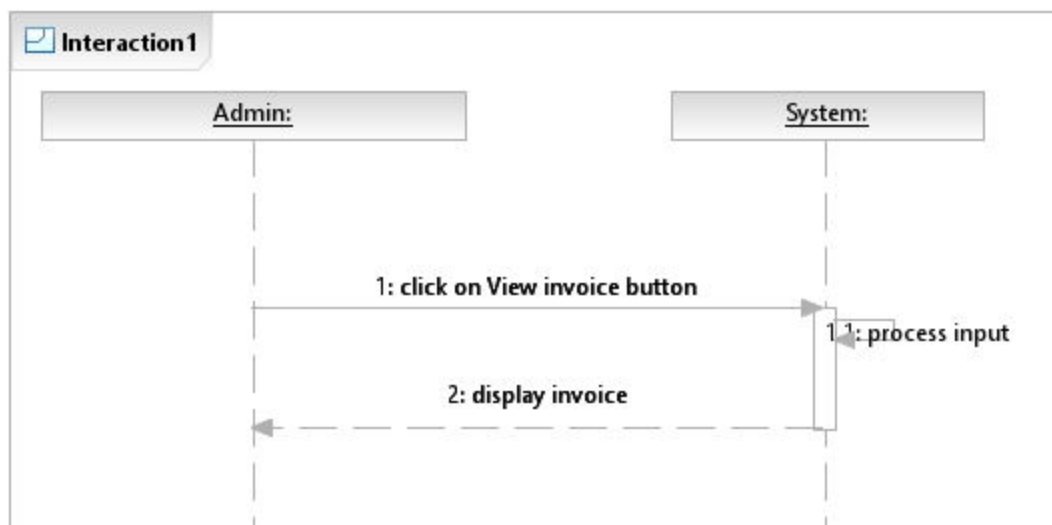 Interaction1
Admin:
System:
1: click on View invoice button
1.1: process input
2: display invoice